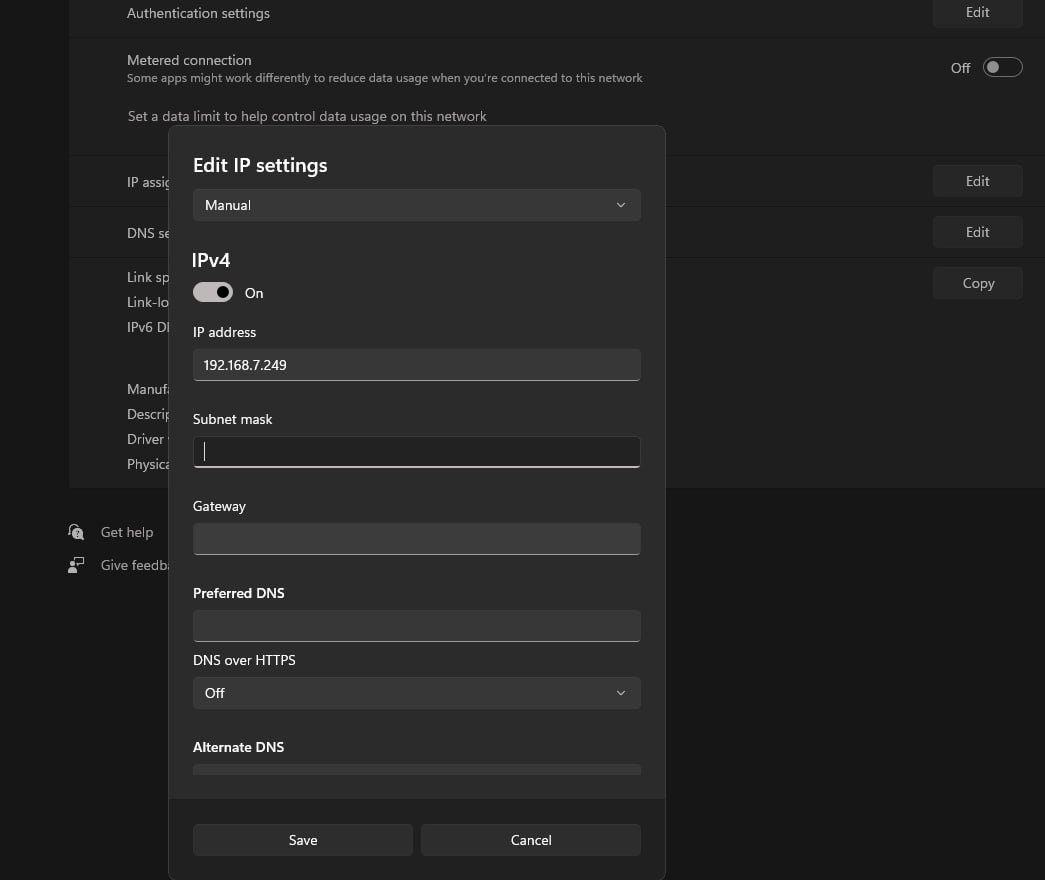 Authentication settings
Edit
Metered connection
Some apps might work differently to reduce data usage when you're connected to this network
Off
Set a data limit to help control data usage on this network
Edit IP settings
Manual
IPv4
On
IP address
192.168.7.249
Subnet mask
Gateway
Preferred DNS
DNS over HTTPS
Off
Alternate DNS
Save
Cancel
IP assig
Edit
DNS se
Edit
Link sp
Copy
Link-lo
IPv6 D
Manufa
Descrip
Driver
Physica
Get help
Give feedba